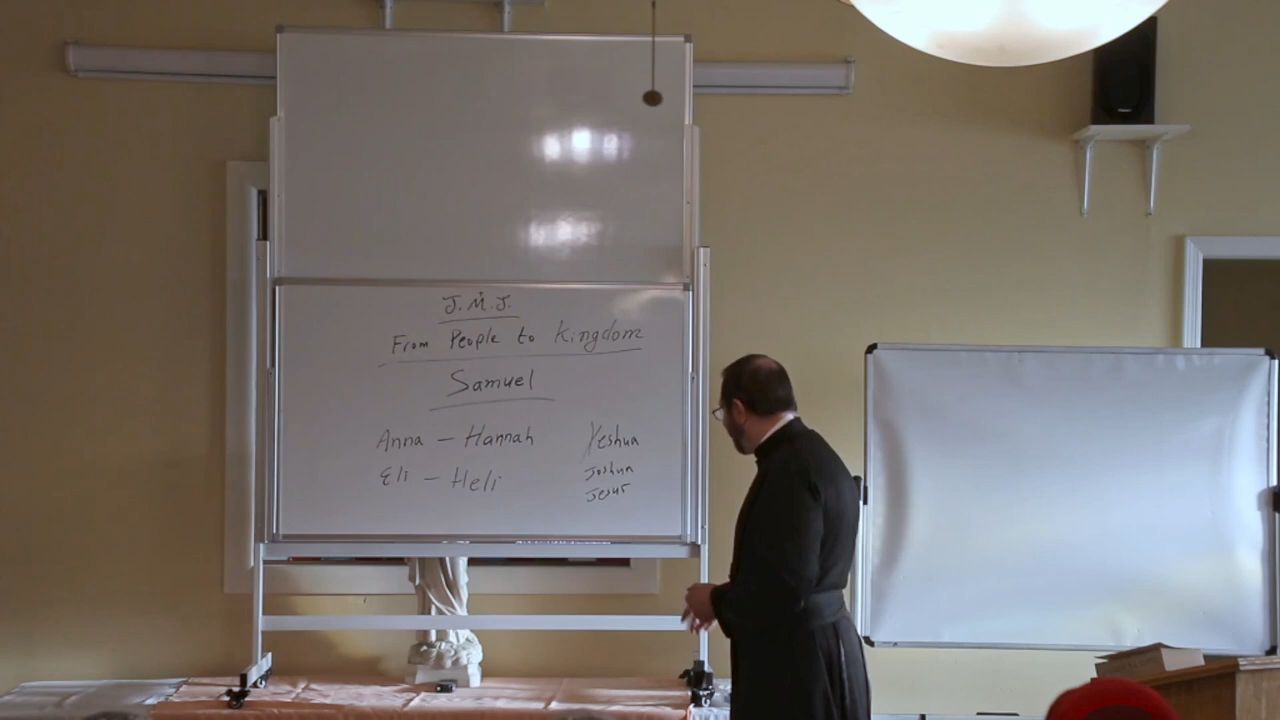 J.M.J.
From People to Kingdom
Samuel
Anna — Hannah
Eli — Heli
Yeshua
Joshua
Jesus